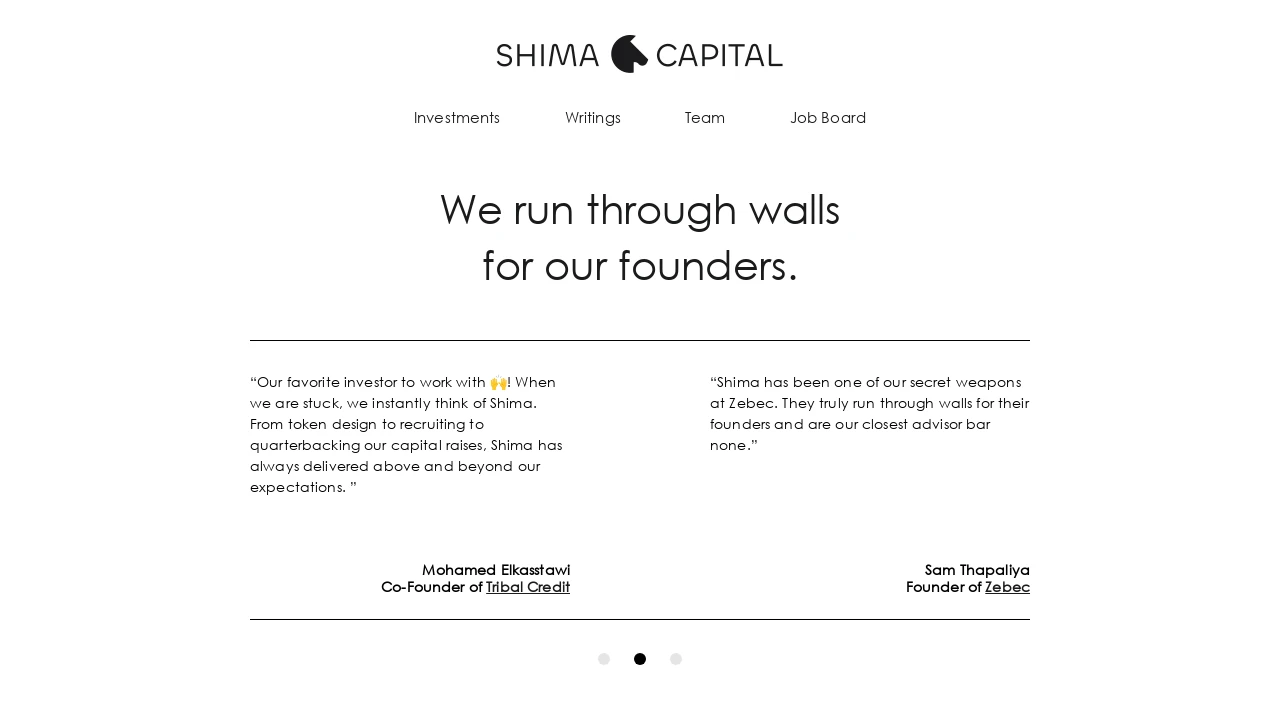 SHIMA CAPITAL
Investments Writings Team Job Board
We run through walls
for our founders.
“Our favorite investor to work with 🙌! When
we are stuck, we instantly think of Shima.
From token design to recruiting to
quarterbacking our capital raises, Shima has
always delivered above and beyond our
expectations. ”
Mohamed Elkasstawi
Co-Founder of Tribal Credit
“Shima has been one of our secret weapons
at Zebec. They truly run through walls for their
founders and are our closest advisor bar
none.”
Sam Thapaliya
Founder of Zebec